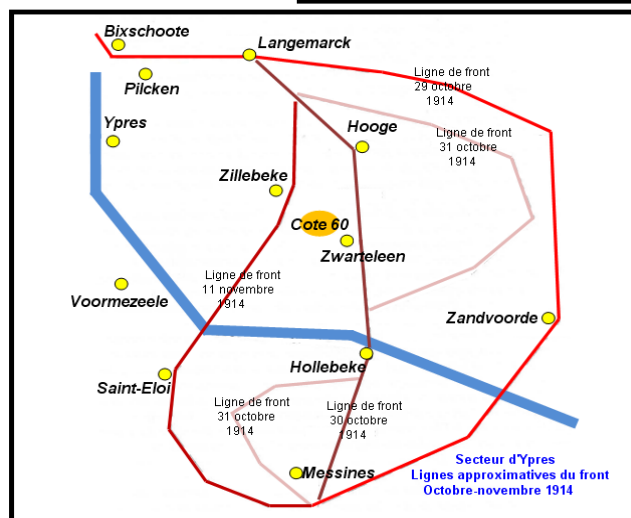 Bixschoote
Langemarck
Pilcken
Ligne de front
29 octobre
1914
Ypres
Hooge
Ligne de front
31 octobre
1914
Zillebeke
Cote 60
Zwarteleen
Ligne de front
11 novembre
1914
Voormezeele
Zandvoorde
Hollebeke
Saint-Eloi
Ligne de front
31 octobre
1914
Ligne de front
30 octobre
1914
Messines
Secteur d'Ypres
Lignes approximatives du front
Octobre-novembre 1914